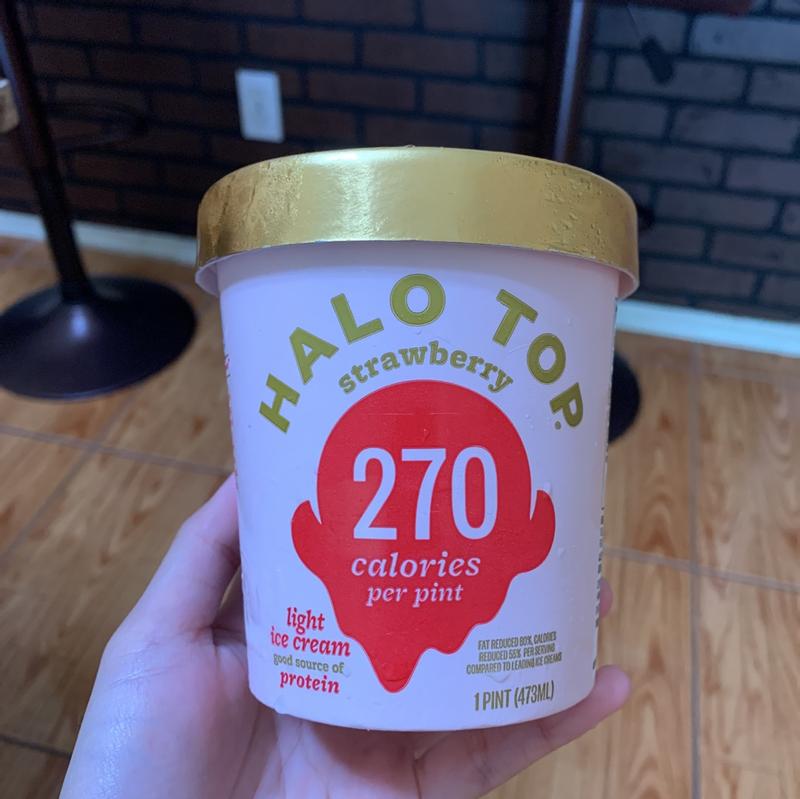 HALO TOP®
strawberry
270
calories
per pint
light
ice cream
good source of
protein
FAT REDUCED 80%, CALORIES
REDUCED 55% PER SERVING
COMPARED TO LEADING ICE CREAMS
1 PINT (473ML)